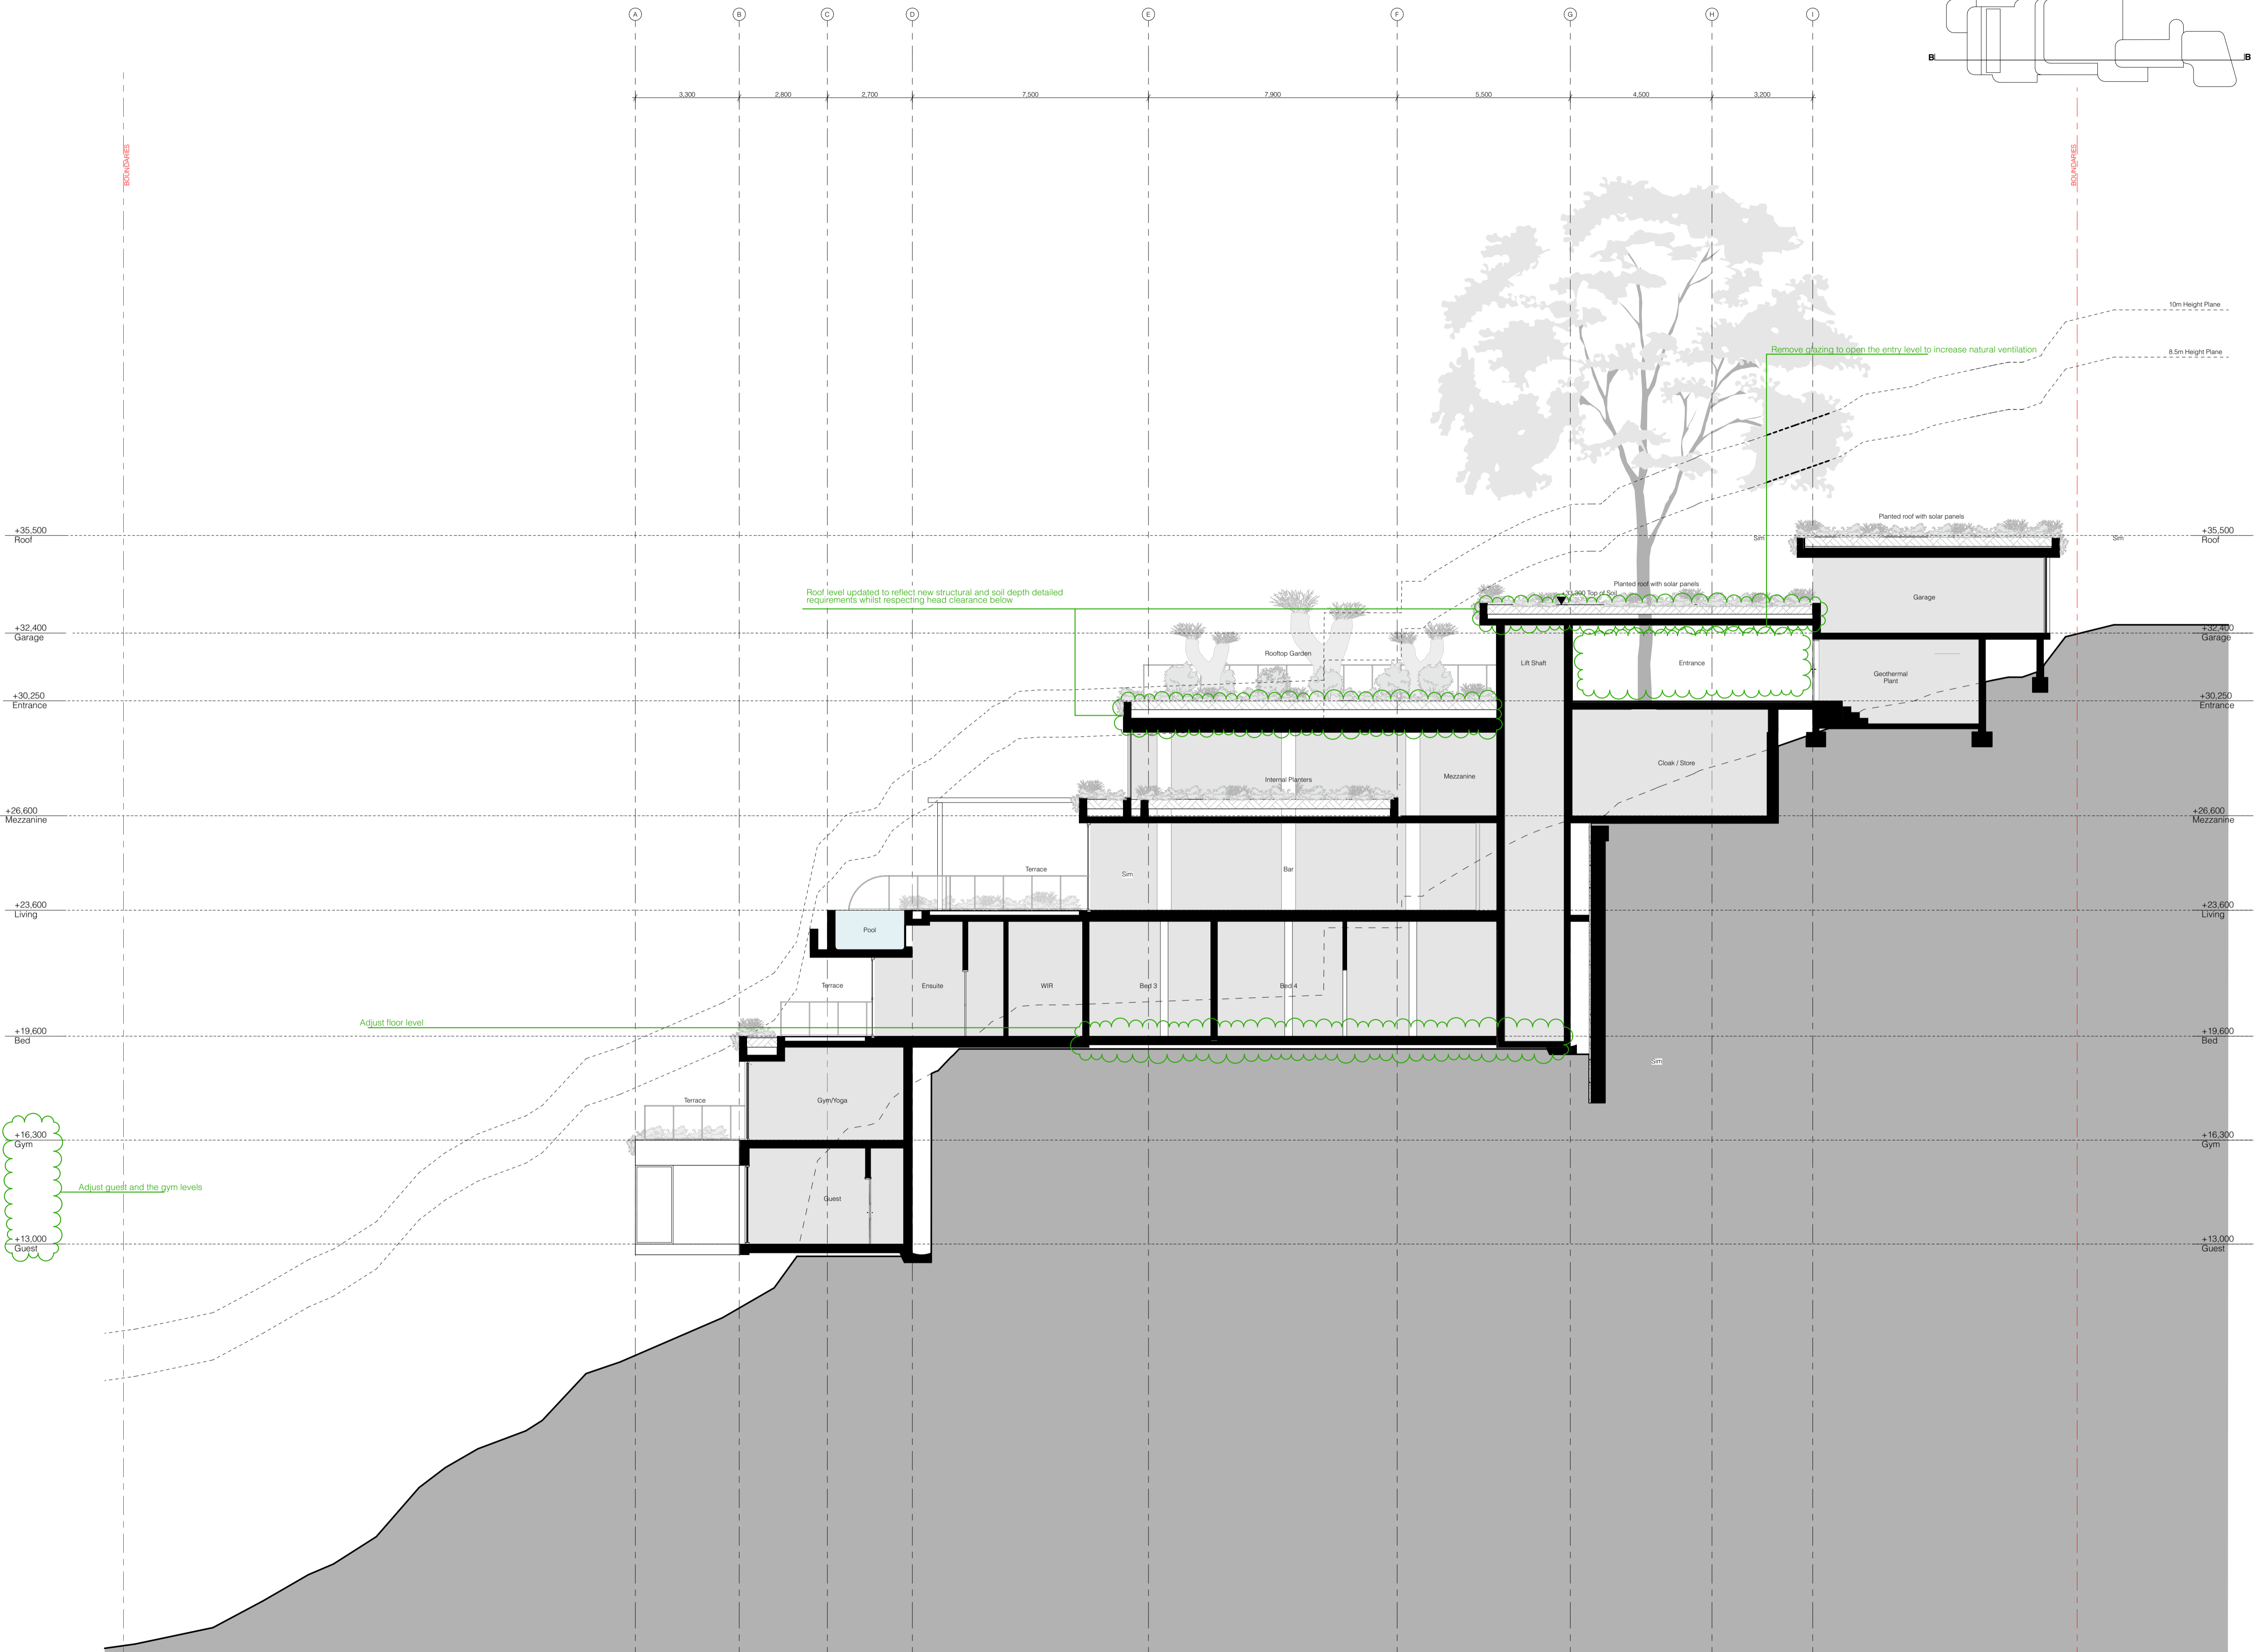 A B C D E F G H I
B B
3,300 2,800 2,700 7,500 7,900 5,500 4,500 3,200
BOUNDARIES
BOUNDARIES
10m Height Plane
Remove grazing to open the entry level to increase natural ventilation
8.5m Height Plane
Planted roof with solar panels
+35,500
Roof
Sim
Sim
+35,500
Roof
Planted roof with solar panels
Roof level updated to reflect new structural and soil depth detailed
requirements whilst respecting head clearance below
+33,300 Top of Soil
Garage
+32,400
Garage
+32,400
Garage
Rooftop Garden
Lift Shaft
Entrance
Geothermal
Plant
+30,250
Entrance
+30,250
Entrance
Cloak / Store
Internal Planters
Mezzanine
+26,600
Mezzanine
+26,600
Mezzanine
Terrace
Sim
Bar
+23,600
Living
+23,600
Living
Pool
Terrace
Ensuite
WIR
Bed 3
Bed 4
Adjust floor level
+19,600
Bed
+19,600
Bed
Sim
Terrace
Gym/Yoga
+16,300
Gym
+16,300
Gym
Adjust guest and the gym levels
Guest
+13,000
Guest
+13,000
Guest